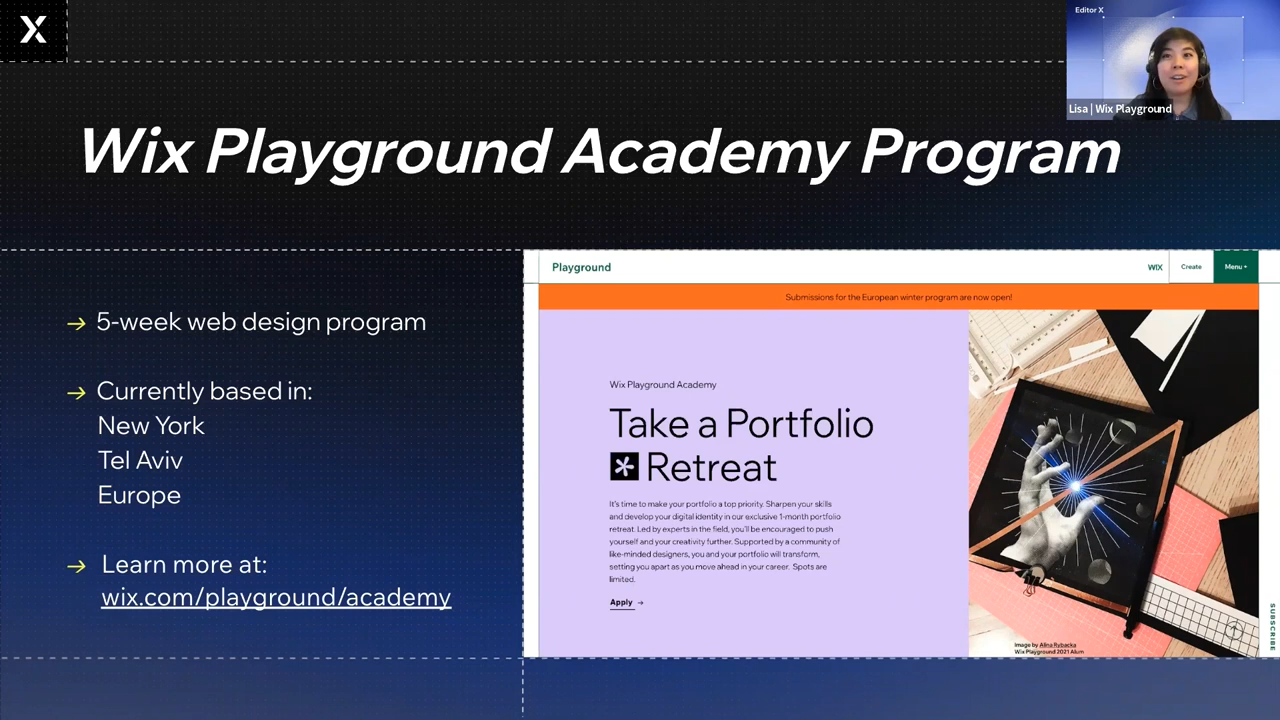 X
Editor X
Lisa | Wix Playground
Wix Playground Academy Program
→ 5-week web design program
→ Currently based in:
New York
Tel Aviv
Europe
→ Learn more at:
wix.com/playground/academy
Playground
WIX
Create
Menu +
Submissions for the European winter program are now open!
Wix Playground Academy
Take a Portfolio
Retreat
It's time to make your portfolio a top priority. Sharpen your skills
and develop your digital identity in our exclusive 1-month portfolio
retreat. Led by experts in the field, you'll be encouraged to push
yourself and your creativity further. Supported by a community of
like-minded designers, you and your portfolio will transform,
setting you apart as you move ahead in your career. Spots are
limited.
Apply →
Image by Alina Rybacka
Wix Playground 2021 Alum
SUBSCRIBE